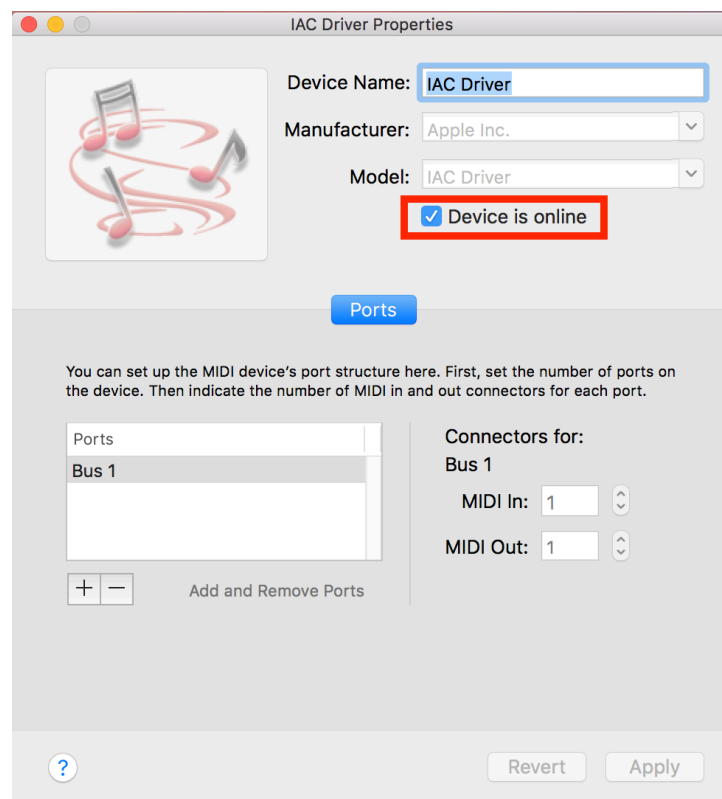 IAC Driver Properties
Device Name: IAC Driver
Manufacturer: Apple Inc.
Model: IAC Driver
Device is online
Ports
You can set up the MIDI device's port structure here. First, set the number of ports on
the device. Then indicate the number of MIDI in and out connectors for each port.
Ports
Bus 1
Add and Remove Ports
Connectors for:
Bus 1
MIDI In: 1
MIDI Out: 1
+ −
?
Revert
Apply